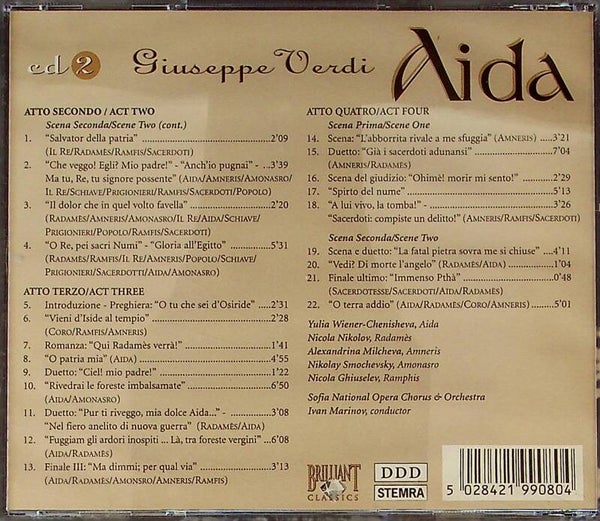 cd 2 Giuseppe Verdi Aida
ATTO SECONDO / ACT TWO
Scena Seconda/Scene Two (cont.)
1. "Salvator della patria" 2'09
(IL RE/RADAMÈS/RAMFIS/SACERDOTI)
2. "Che veggo! Egli? Mio padre!" - "Anch'io pugnai" - ...3'39
Ma tu, Re, tu signore possente" (AIDA/AMNERIS/AMONASRO/
IL RE/SCHIAVE/PRIGIONIERI/RAMFIS/SACERDOTI/POPOLO)
3. "Il dolor che in quel volto favella" 2'20
(RADAMÈS/AMNERIS/AMONASRO/IL RE/AIDA/SCHIAVE/
PRIGIONIERI/POPOLO/RAMFIS/SACERDOTI)
4. "O Re, pei sacri Numi" - "Gloria all'Egitto" 5'31
(RADAMÈS/RAMFIS/IL RE/AMNERIS/POPOLO/SCHIAVE/
PRIGIONIERI/SACERDOTTI/AIDA/AMONASRO)
ATTO TERZO/ACT THREE
5. Introduzione - Preghiera: "O tu che sei d'Osiride" 2'31
6. "Vieni d'Iside al tempio" 2'28
(CORO/RAMFIS/AMNERIS)
7. Romanza: "Qui Radamès verrà!" 1'41
8. "O patria mia" (AIDA) 4'55
9. Duetto: "Ciel! mio padre!" 1'22
10. "Rivedrai le foreste imbalsamate" 6'50
(AIDA/AMONASRO)
11. Duetto: "Pur ti riveggo, mia dolce Aida..." - 3'08
"Nel fiero anelito di nuova guerra" (RADAMÈS/AIDA)
12. "Fuggiam gli ardori inospiti ... Là, tra foreste vergini" ...6'08
(AIDA/RADAMÈS)
13. Finale III: "Ma dimmi; per qual via" 3'13
(AIDA/RADAMÈS/AMONSRO/AMNERIS/RAMFIS)
ATTO QUATRO/ACT FOUR
Scena Prima/Scene One
14. Scena: "L'abborrita rivale a me sfuggia" (AMNERIS) 3'21
15. Duetto: "Già i sacerdoti adunansi" 7'04
(AMNERIS/RADAMÈS)
16. Scena del giudizio: "Ohimè! morir mi sento!" 2'29
17. "Spirto del nume" 5'13
18. "A lui vivo, la tomba!" - 3'26
"Sacerdoti: compiste un delitto!" (AMNERIS/RAMFIS/SACERDOTI)
Scena Seconda/Scene Two
19. Scena e duetto: "La fatal pietra sovra me si chiuse" 4'11
20. "Vedi? Di morte l'angelo" (RADAMÈS/AIDA) 1'04
21. Finale ultimo: "Immenso Pthà" 0'48
(SACERDOTESSE/SACERDOTI/AIDA/RADAMÈS)
22. "O terra addio" (AIDA/RADAMÈS/CORO/AMNERIS) 5'01
Yulia Wiener-Chenisheva, Aida
Nicola Nikolov, Radamès
Alexandrina Milcheva, Amneris
Nikolay Smochevsky, Amonasro
Nicola Ghiuselev, Ramphis
Sofia National Opera Chorus & Orchestra
Ivan Marinov, conductor
BRILLIANT
CLASSICS
DDD
STEMRA
5 028421 990804